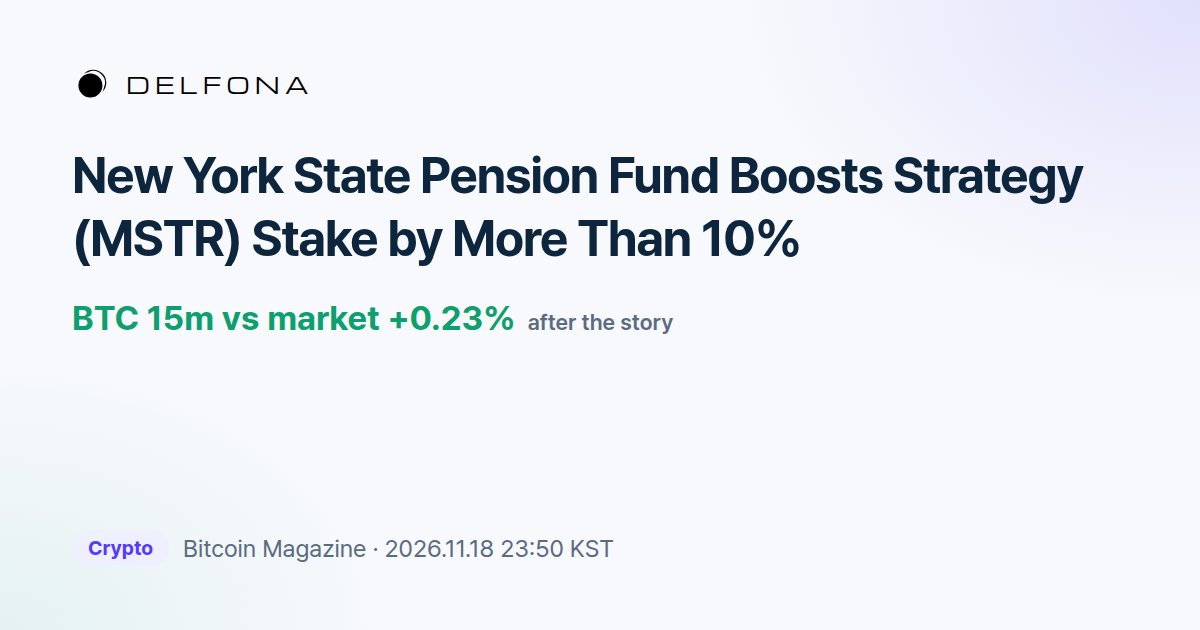 DELFONA
New York State Pension Fund Boosts Strategy
(MSTR) Stake by More Than 10%
BTC 15m vs market +0.23% after the story
Crypto Bitcoin Magazine · 2026.11.18 23:50 KST